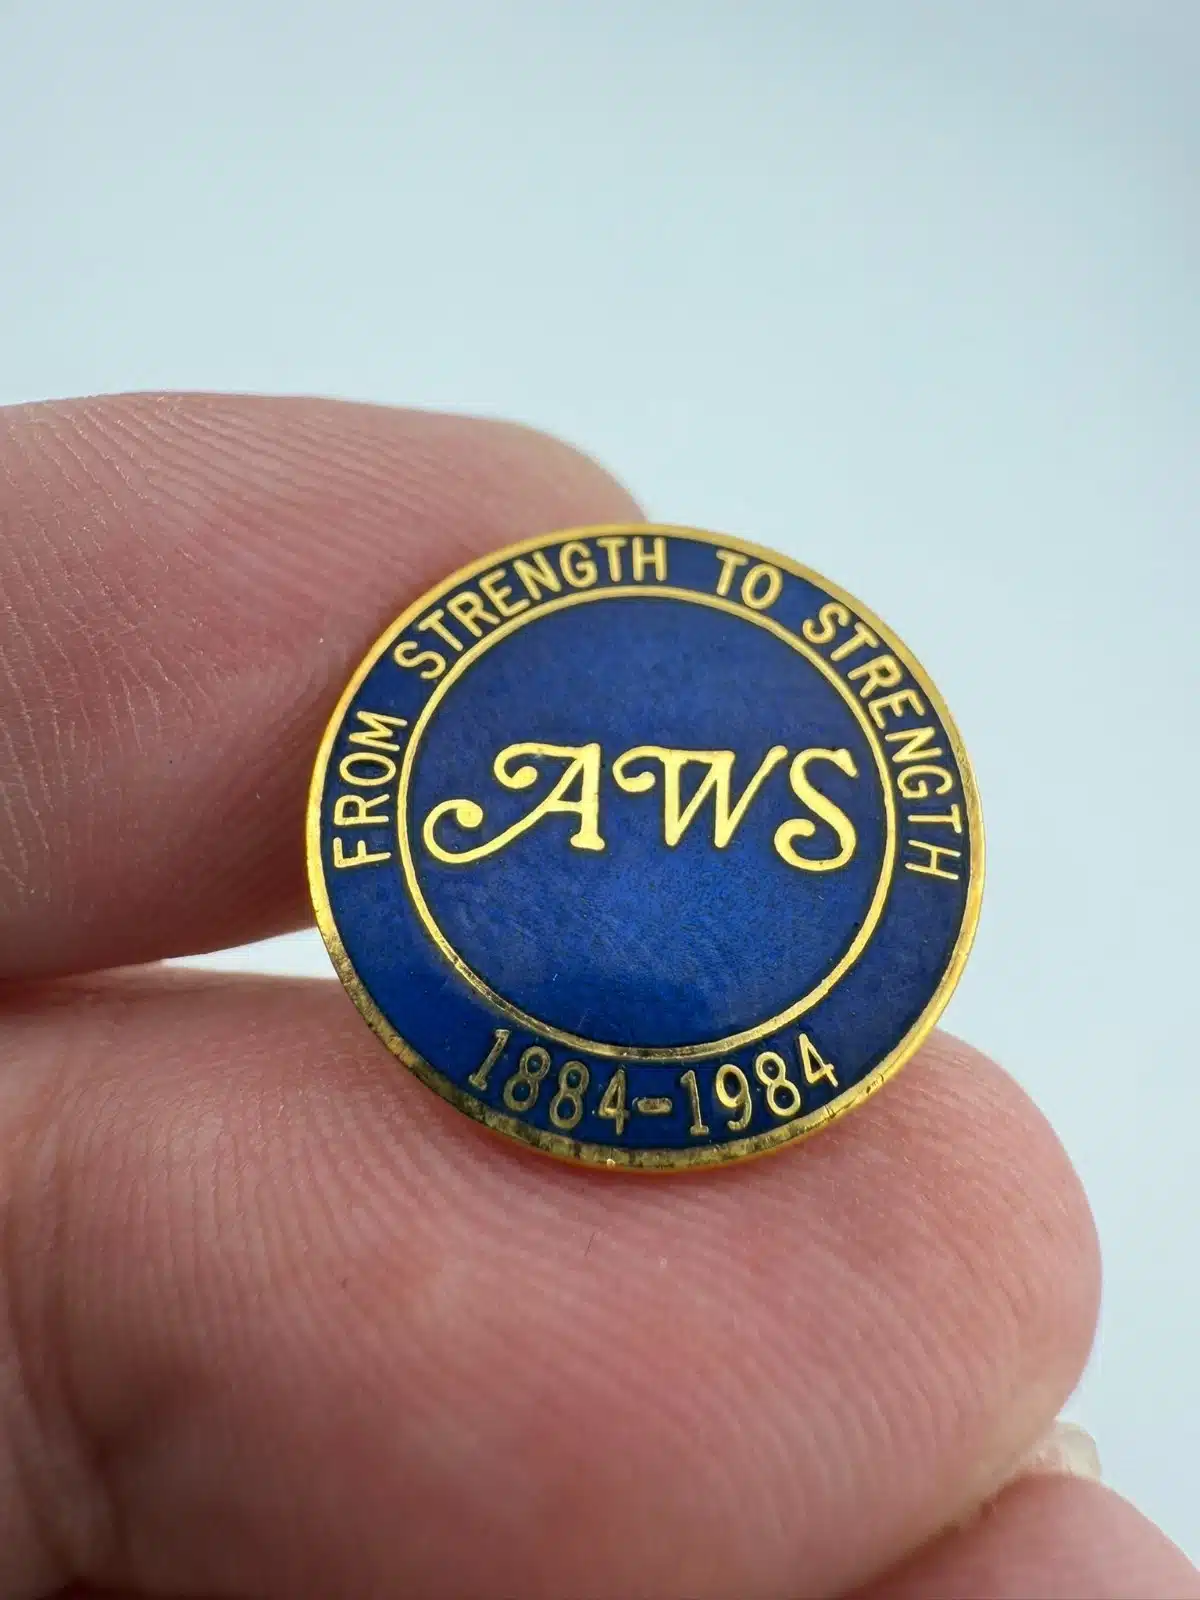 FROM STRENGTH TO STRENGTH
AWS
1884-1984